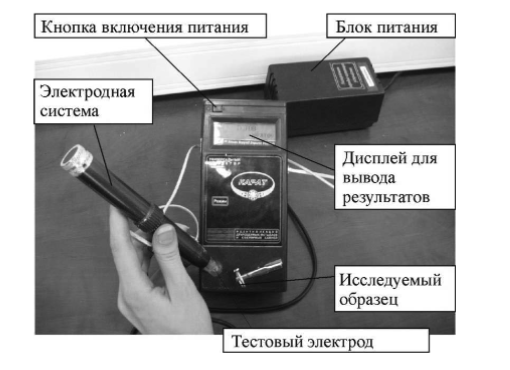 Кнопка включения питания
Блок питания
Электродная
система
Дисплей для
вывода
результатов
КАРАТ
Исследуемый
образец
Тестовый электрод